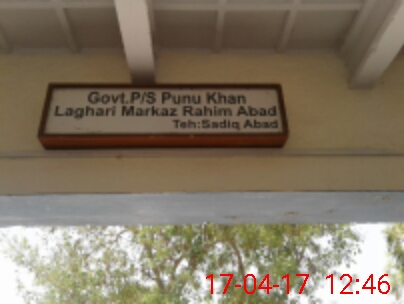 Govt.P/S Punu Khan
Laghari Markaz Rahim Abad
Teh:Sadiq Abad
17-04-17 12:46